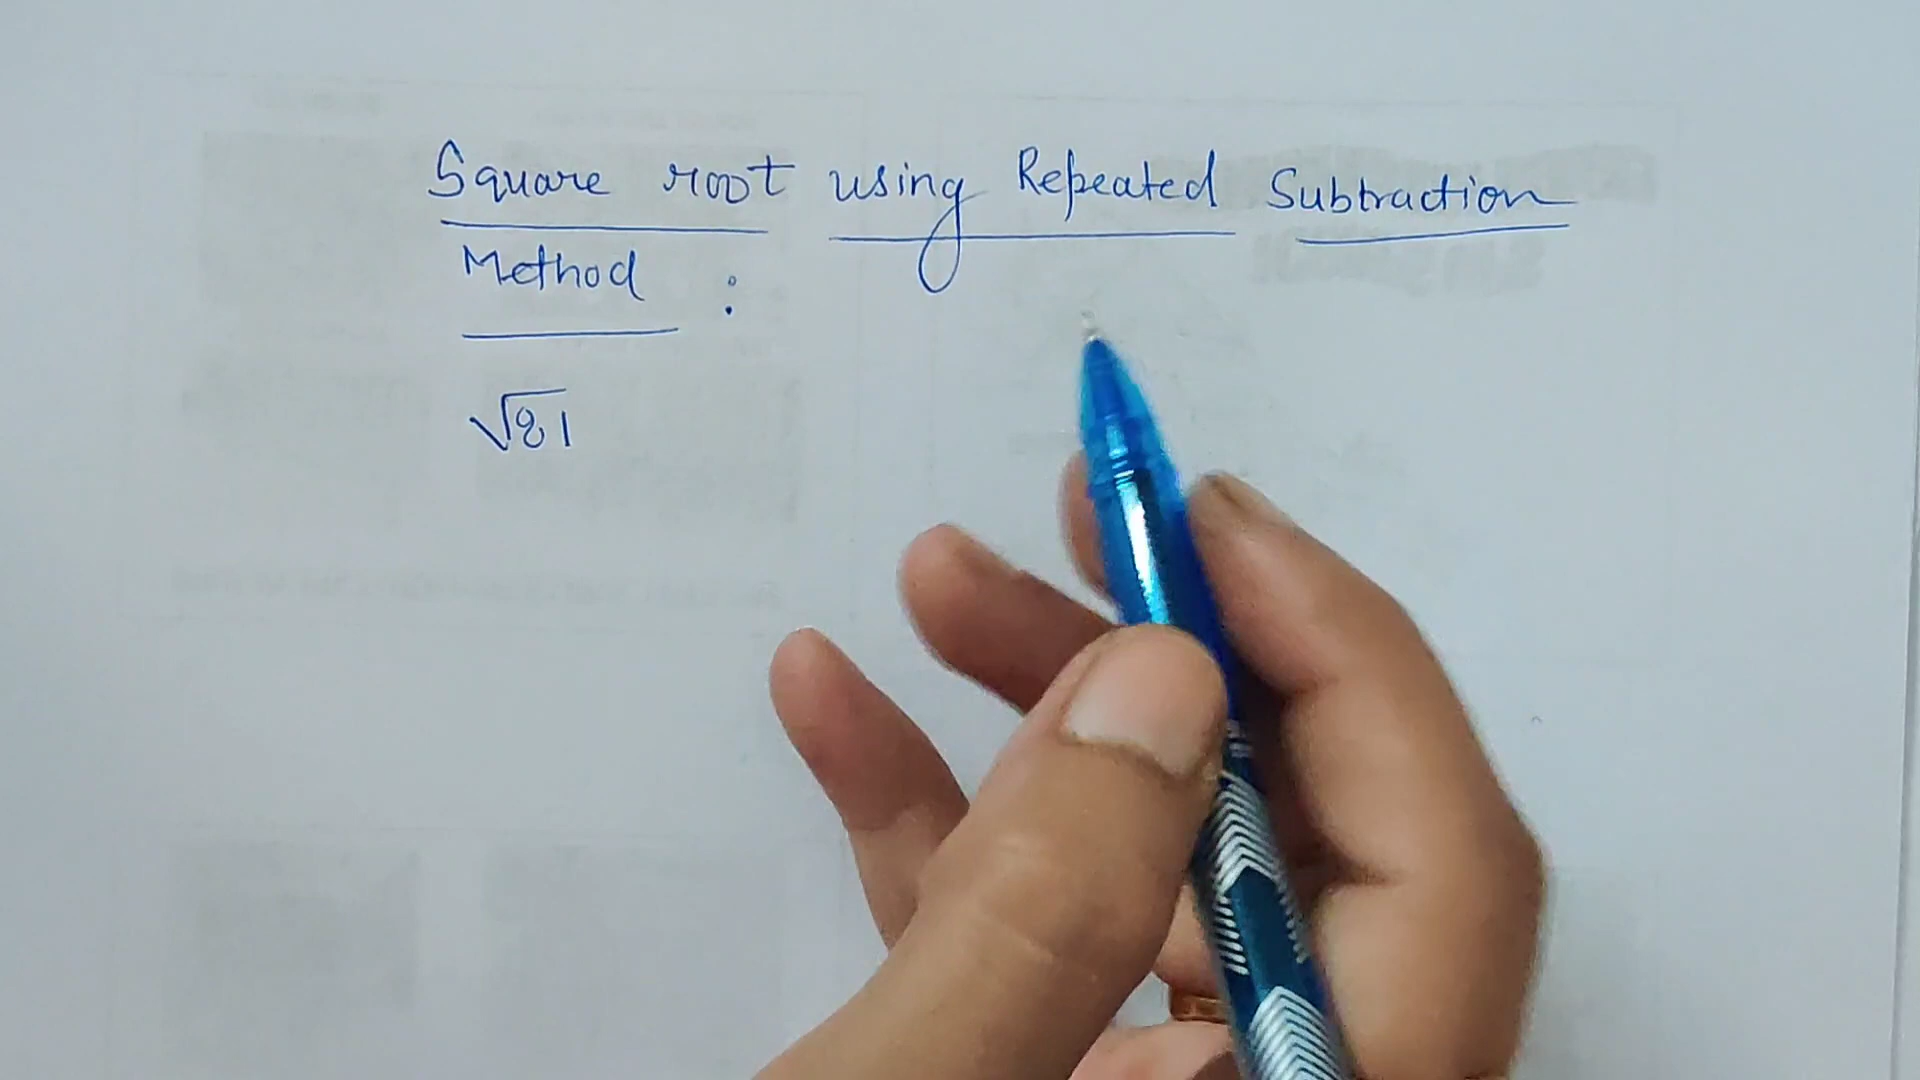 Square root using Repeated Subtraction
Method :
√81